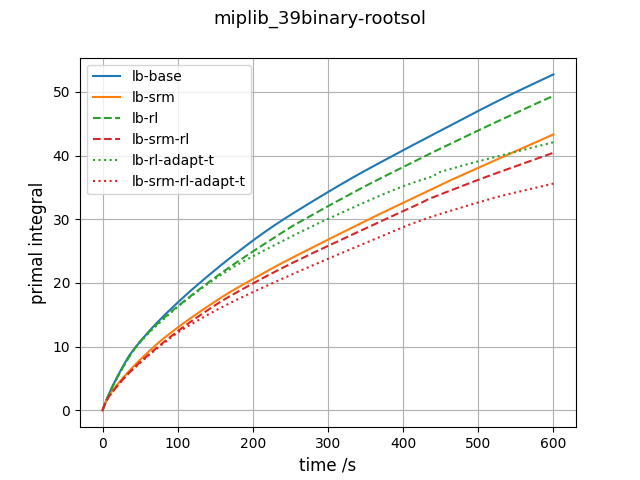 miplib_39binary-rootsol
lb-base
lb-srm
lb-rl
lb-srm-rl
lb-rl-adapt-t
lb-srm-rl-adapt-t
primal integral
50
40
30
20
10
0
0 100 200 300 400 500 600
time /s